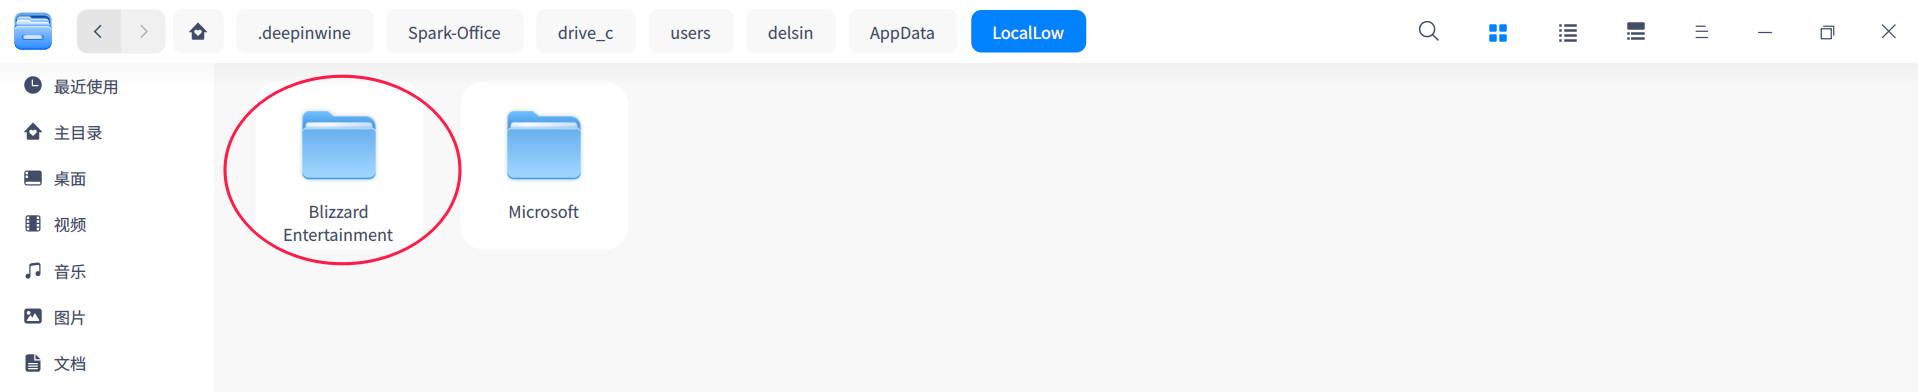 .deepinwine Spark-Office drive_c users delsin AppData LocalLow
最近使用
主目录
桌面
视频
音乐
图片
文档
Blizzard
Entertainment
Microsoft